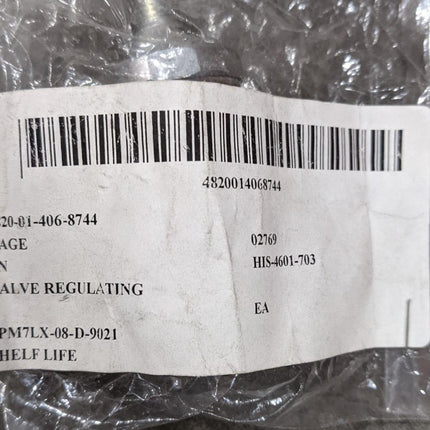 4820014068744
20-01-406-8744
AGE 02769
N HIS-4601-703
ALVE REGULATING
EA
PM7LX-08-D-9021
HELF LIFE